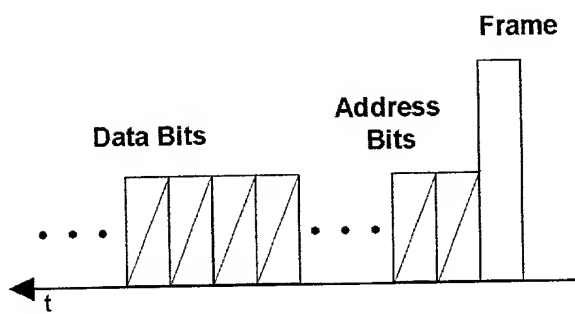 Frame
Address
Bits
Data Bits
t